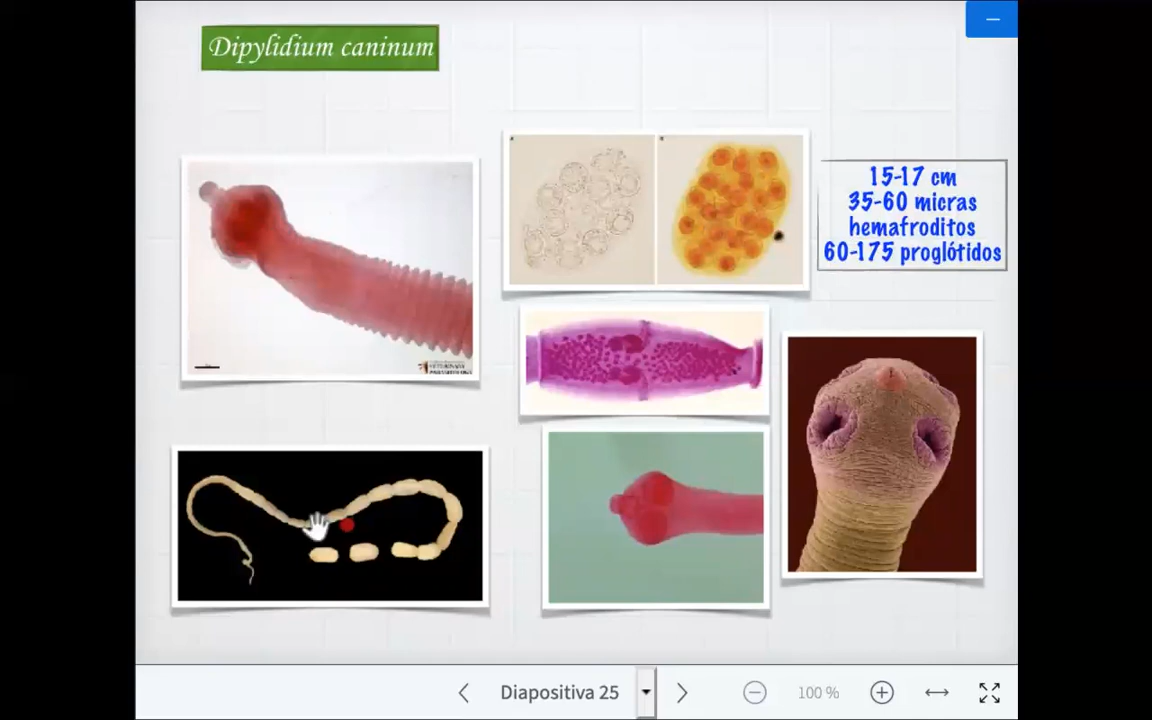 Dipylidium caninum
15-17 cm
35-60 micras
hemafroditos
60-175 proglótidos
Diapositiva 25
100 %